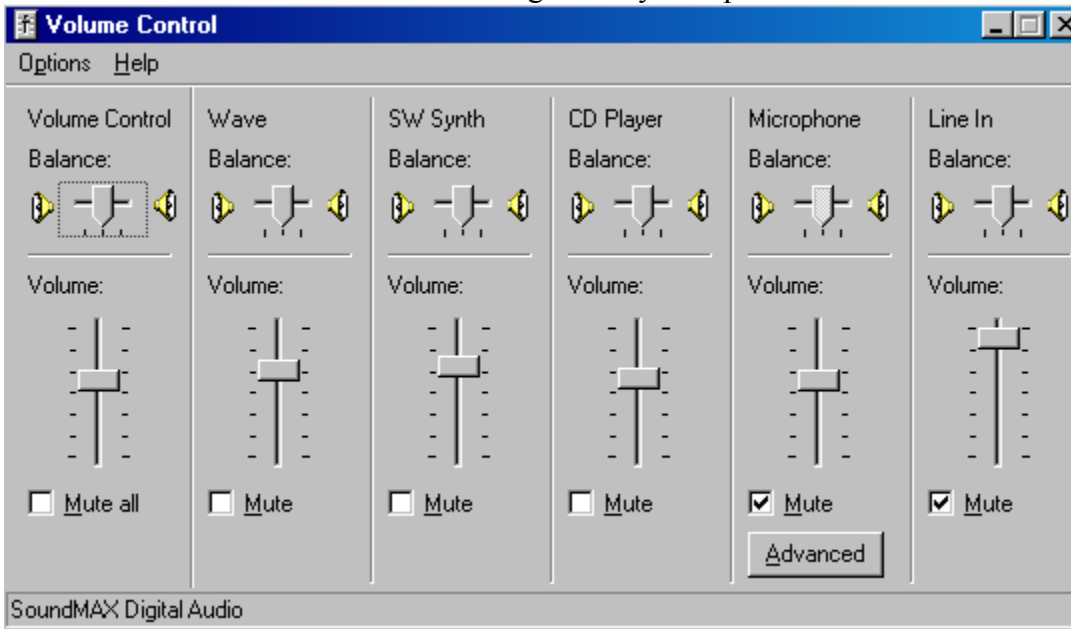 Volume Control
Options Help
Volume Control Wave SW Synth CD Player Microphone Line In
Balance: Balance: Balance: Balance: Balance: Balance:
Volume: Volume: Volume: Volume: Volume: Volume:
Mute all Mute Mute Mute Mute Mute
Advanced
SoundMAX Digital Audio